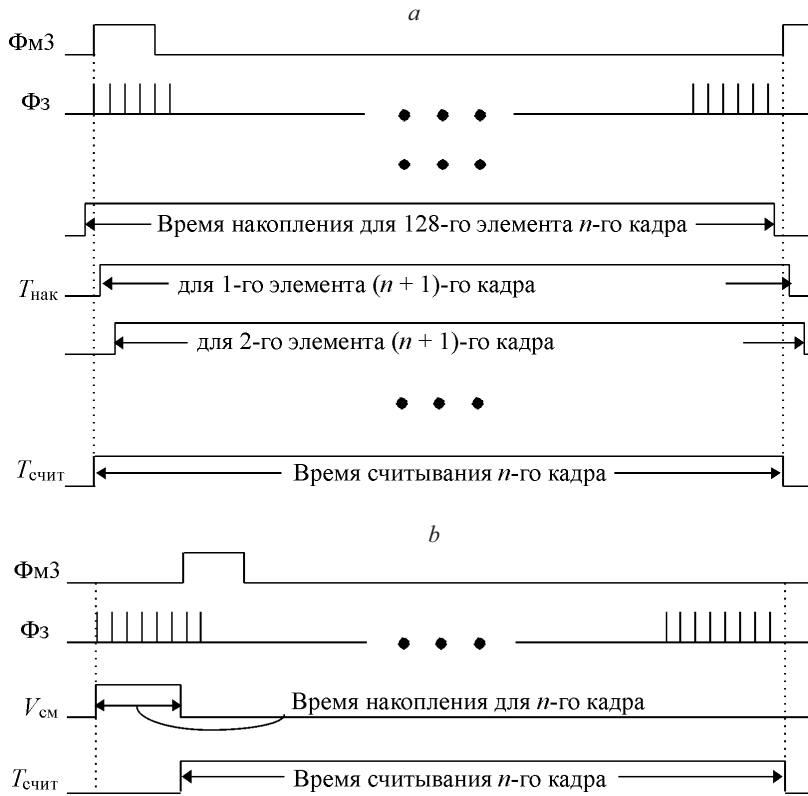 a
Фм3
Фз
Время накопления для 128-го элемента n-го кадра
Tнак
для 1-го элемента (n + 1)-го кадра
для 2-го элемента (n + 1)-го кадра
Tсчит
Время считывания n-го кадра
b
Фм3
Фз
Vсм
Время накопления для n-го кадра
Tсчит
Время считывания n-го кадра